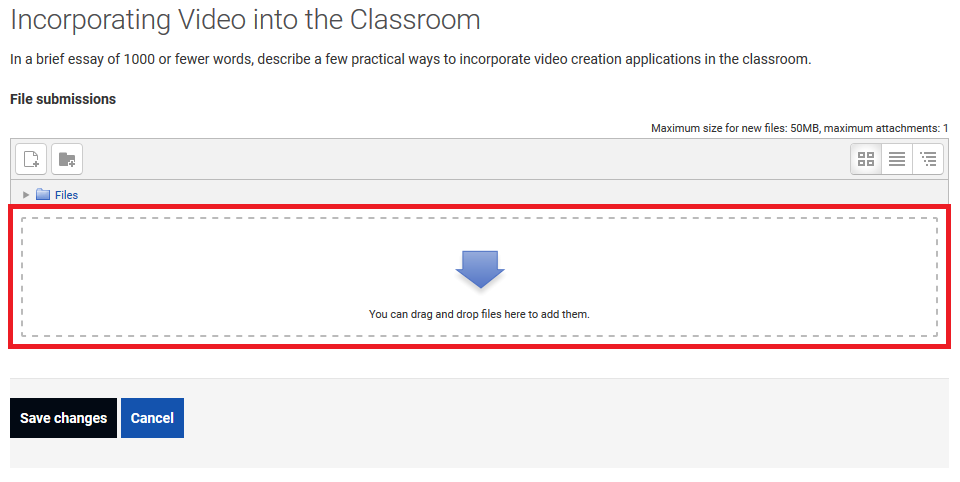 Incorporating Video into the Classroom
In a brief essay of 1000 or fewer words, describe a few practical ways to incorporate video creation applications in the classroom.
File submissions
Maximum size for new files: 50MB, maximum attachments: 1
Files
You can drag and drop files here to add them.
Save changes
Cancel